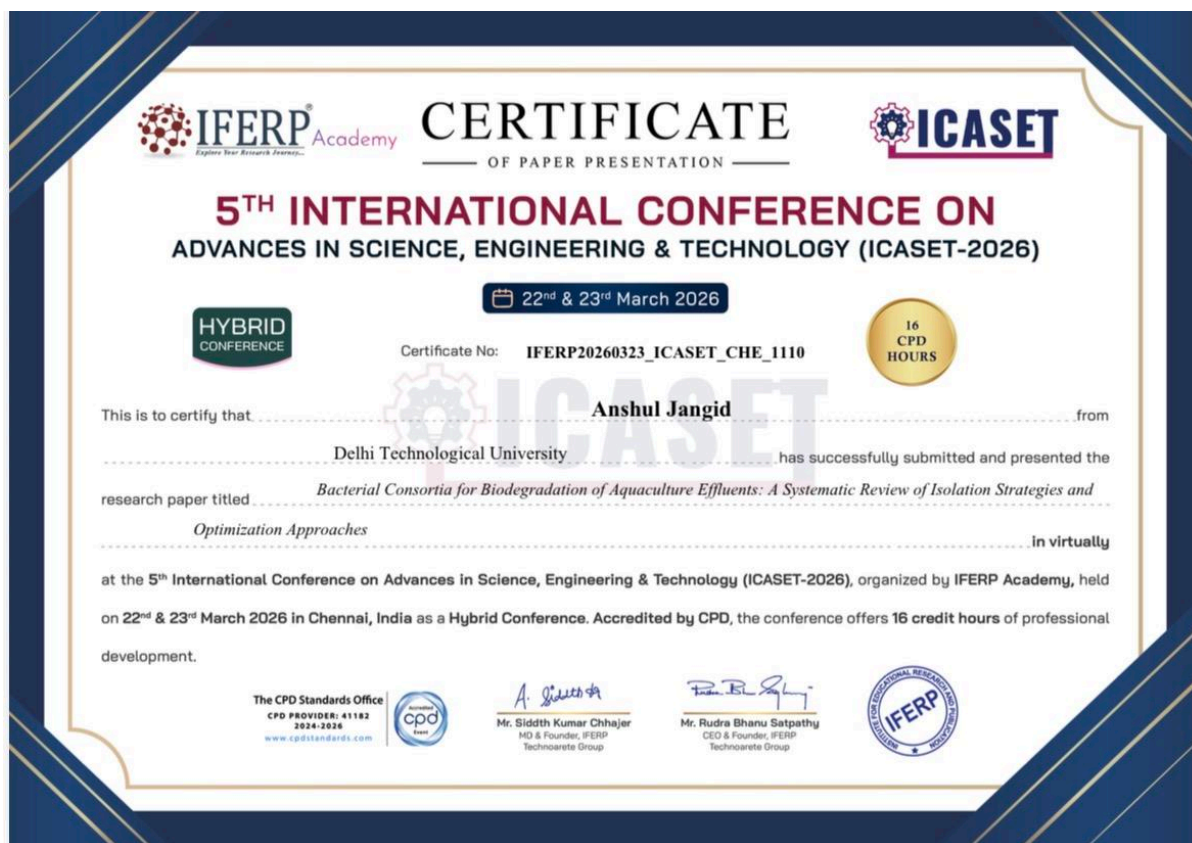 IFERP® Academy
Explore Your Research Journey...
CERTIFICATE
OF PAPER PRESENTATION
ICASET
5TH INTERNATIONAL CONFERENCE ON
ADVANCES IN SCIENCE, ENGINEERING & TECHNOLOGY (ICASET-2026)
22nd & 23rd March 2026
HYBRID
CONFERENCE
16
CPD
HOURS
Certificate No: IFERP20260323_ICASET_CHE_1110
ICASET
This is to certify that Anshul Jangid from
Delhi Technological University has successfully submitted and presented the
research paper titled Bacterial Consortia for Biodegradation of Aquaculture Effluents: A Systematic Review of Isolation Strategies and
Optimization Approaches in virtually
at the 5th International Conference on Advances in Science, Engineering & Technology (ICASET-2026), organized by IFERP Academy, held
on 22nd & 23rd March 2026 in Chennai, India as a Hybrid Conference. Accredited by CPD, the conference offers 16 credit hours of professional
development.
The CPD Standards Office
CPD PROVIDER: 41182
2024-2026
www.cpdstandards.com
Accredited
cpd
Event
Mr. Siddth Kumar Chhajer
MD & Founder, IFERP
Technoarete Group
Mr. Rudra Bhanu Satpathy
CEO & Founder, IFERP
Technoarete Group
INSTITUTE FOR EDUCATIONAL RESEARCH AND PUBLICATION
IFERP